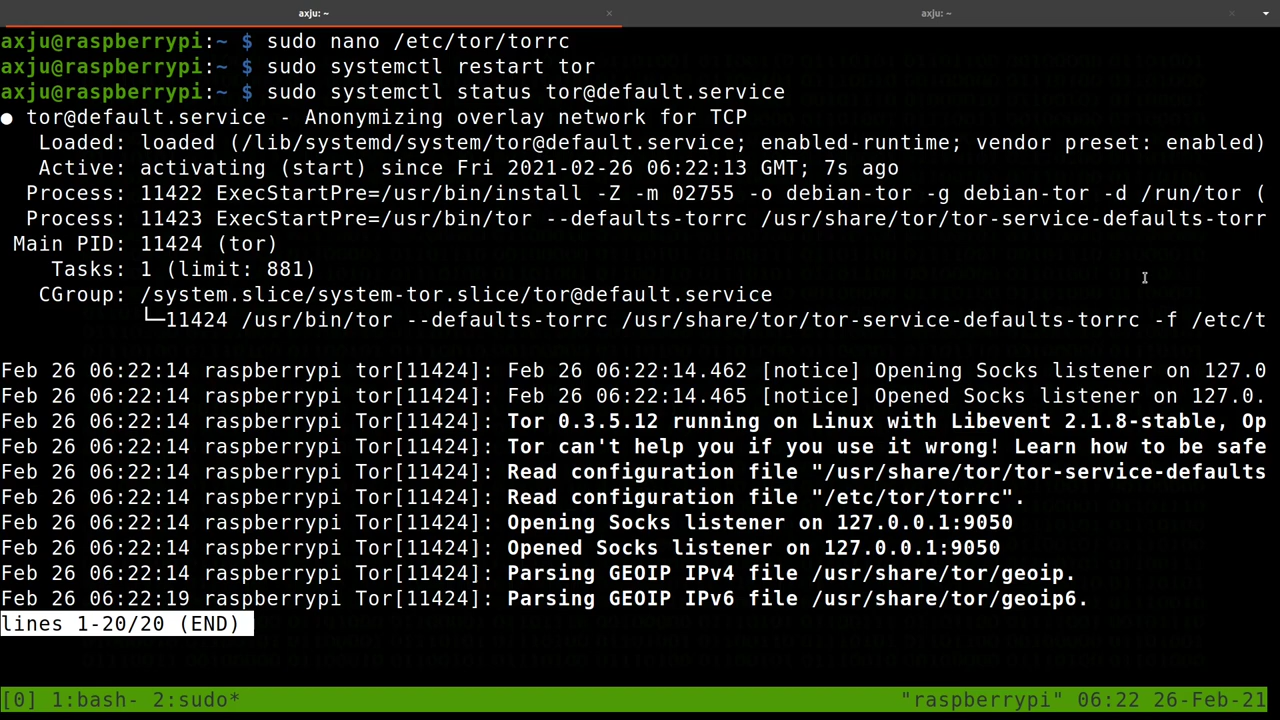 axju: ~ × axju: ~ ×
axju@raspberrypi:~ $ sudo nano /etc/tor/torrc
axju@raspberrypi:~ $ sudo systemctl restart tor
axju@raspberrypi:~ $ sudo systemctl status tor@default.service
● tor@default.service - Anonymizing overlay network for TCP
Loaded: loaded (/lib/systemd/system/tor@default.service; enabled-runtime; vendor preset: enabled)
Active: activating (start) since Fri 2021-02-26 06:22:13 GMT; 7s ago
Process: 11422 ExecStartPre=/usr/bin/install -Z -m 02755 -o debian-tor -g debian-tor -d /run/tor (
Process: 11423 ExecStartPre=/usr/bin/tor --defaults-torrc /usr/share/tor/tor-service-defaults-torr
Main PID: 11424 (tor)
Tasks: 1 (limit: 881)
CGroup: /system.slice/system-tor.slice/tor@default.service
└─11424 /usr/bin/tor --defaults-torrc /usr/share/tor/tor-service-defaults-torrc -f /etc/t
Feb 26 06:22:14 raspberrypi tor[11424]: Feb 26 06:22:14.462 [notice] Opening Socks listener on 127.0
Feb 26 06:22:14 raspberrypi tor[11424]: Feb 26 06:22:14.465 [notice] Opened Socks listener on 127.0.
Feb 26 06:22:14 raspberrypi Tor[11424]: Tor 0.3.5.12 running on Linux with Libevent 2.1.8-stable, Op
Feb 26 06:22:14 raspberrypi Tor[11424]: Tor can't help you if you use it wrong! Learn how to be safe
Feb 26 06:22:14 raspberrypi Tor[11424]: Read configuration file "/usr/share/tor/tor-service-defaults
Feb 26 06:22:14 raspberrypi Tor[11424]: Read configuration file "/etc/tor/torrc".
Feb 26 06:22:14 raspberrypi Tor[11424]: Opening Socks listener on 127.0.0.1:9050
Feb 26 06:22:14 raspberrypi Tor[11424]: Opened Socks listener on 127.0.0.1:9050
Feb 26 06:22:14 raspberrypi Tor[11424]: Parsing GEOIP IPv4 file /usr/share/tor/geoip.
Feb 26 06:22:19 raspberrypi Tor[11424]: Parsing GEOIP IPv6 file /usr/share/tor/geoip6.
lines 1-20/20 (END)
[0] 1:bash- 2:sudo* "raspberrypi" 06:22 26-Feb-21